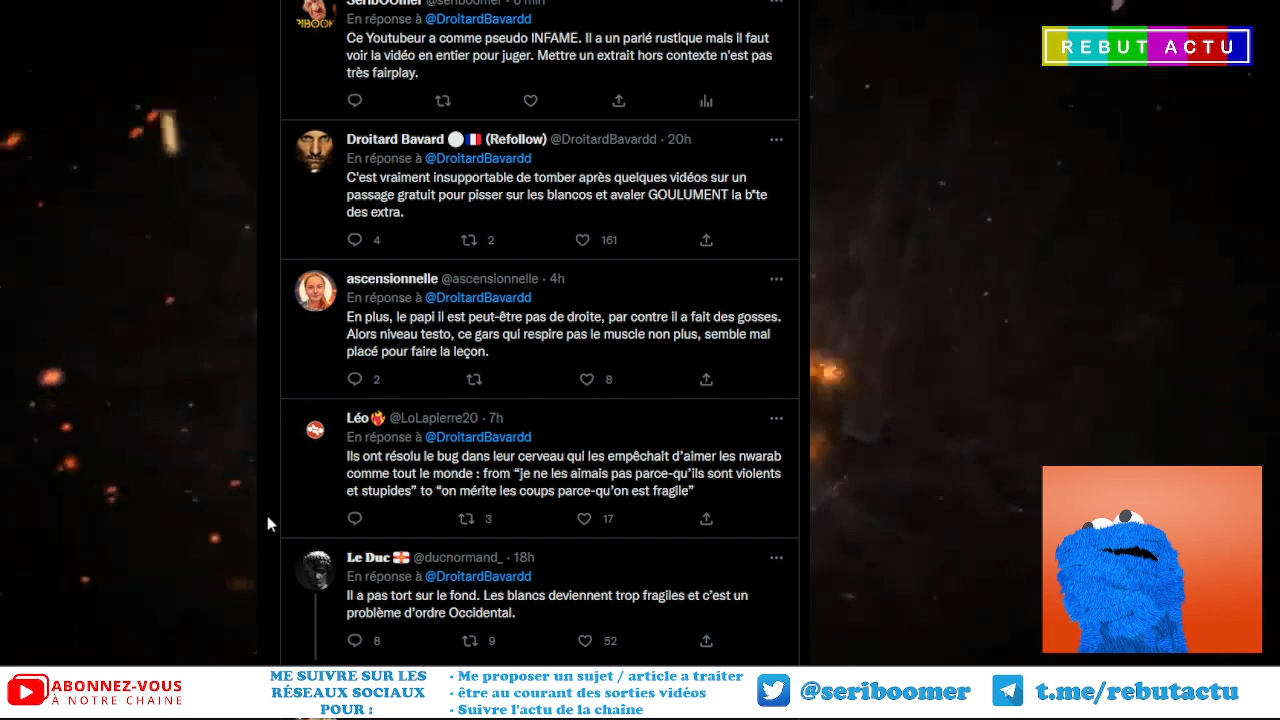 SeriBOOmer @seriboomer · 6 min
IBOO
REBUT ACTU
En réponse à @DroitardBavardd
Ce Youtubeur a comme pseudo INFAME. Il a un parlé rustique mais il faut
voir la vidéo en entier pour juger. Mettre un extrait hors contexte n'est pas
très fairplay.
Droitard Bavard ⚪🇫🇷 (Refollow) @DroitardBavardd · 20h
En réponse à @DroitardBavardd
C'est vraiment insupportable de tomber après quelques vidéos sur un
passage gratuit pour pisser sur les blancos et avaler GOULUMENT la b*te
des extra.
4 2 161
ascensionnelle @ascensionnelle · 4h
En réponse à @DroitardBavardd
En plus, le papi il est peut-être pas de droite, par contre il a fait des gosses.
Alors niveau testo, ce gars qui respire pas le muscle non plus, semble mal
placé pour faire la leçon.
2 8
Léo❤️‍🔥 @LoLapierre20 · 7h
En réponse à @DroitardBavardd
Ils ont résolu le bug dans leur cerveau qui les empêchait d'aimer les nwarab
comme tout le monde : from “je ne les aimais pas parce-qu'ils sont violents
et stupides” to “on mérite les coups parce-qu'on est fragile”
3 17
Le Duc @ducnormand_ · 18h
En réponse à @DroitardBavardd
Il a pas tort sur le fond. Les blancs deviennent trop fragiles et c'est un
problème d'ordre Occidental.
8 9 52
ABONNEZ-VOUS
À NOTRE CHAINE
ME SUIVRE SUR LES
RÉSEAUX SOCIAUX
POUR :
- Me proposer un sujet / article a traiter
- être au courant des sorties vidéos
- Suivre l'actu de la chaîne
@seriboomer
t.me/rebutactu